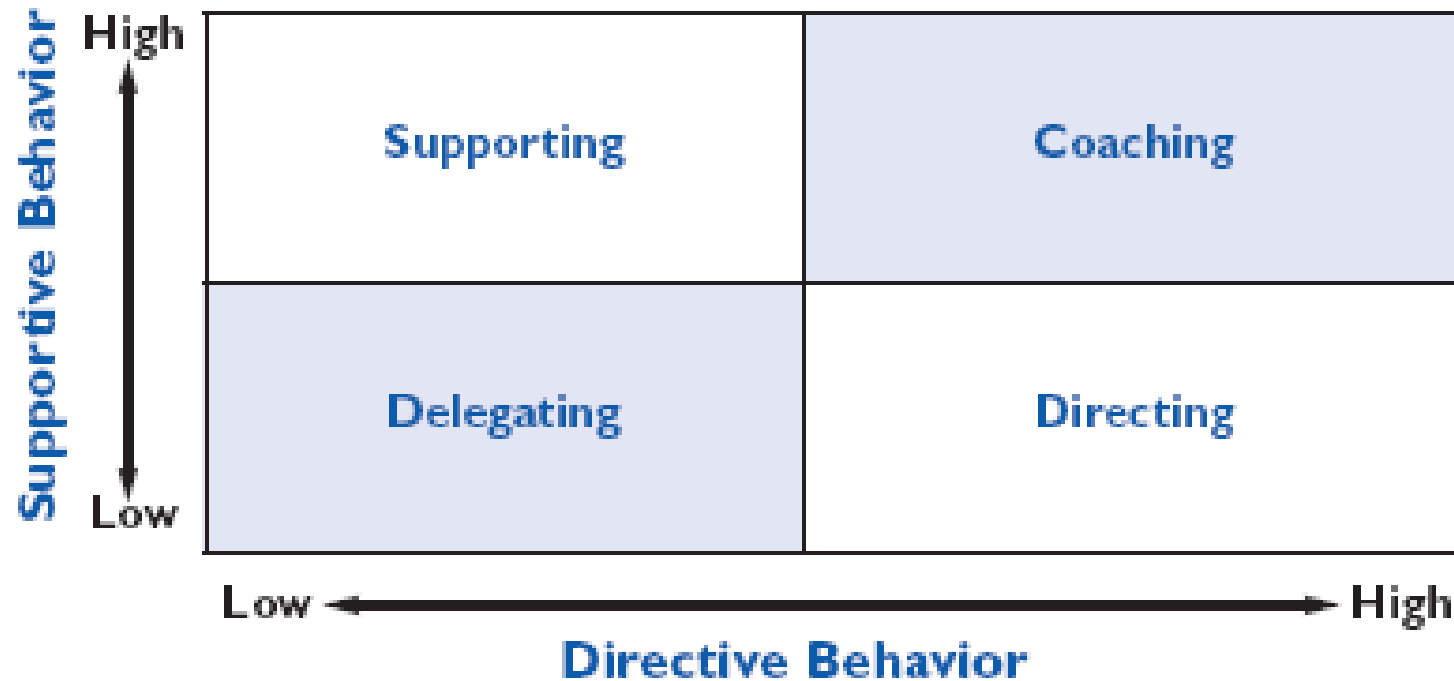 Supportive Behavior
High
Supporting
Coaching
Delegating
Directing
Low
Low
High
Directive Behavior